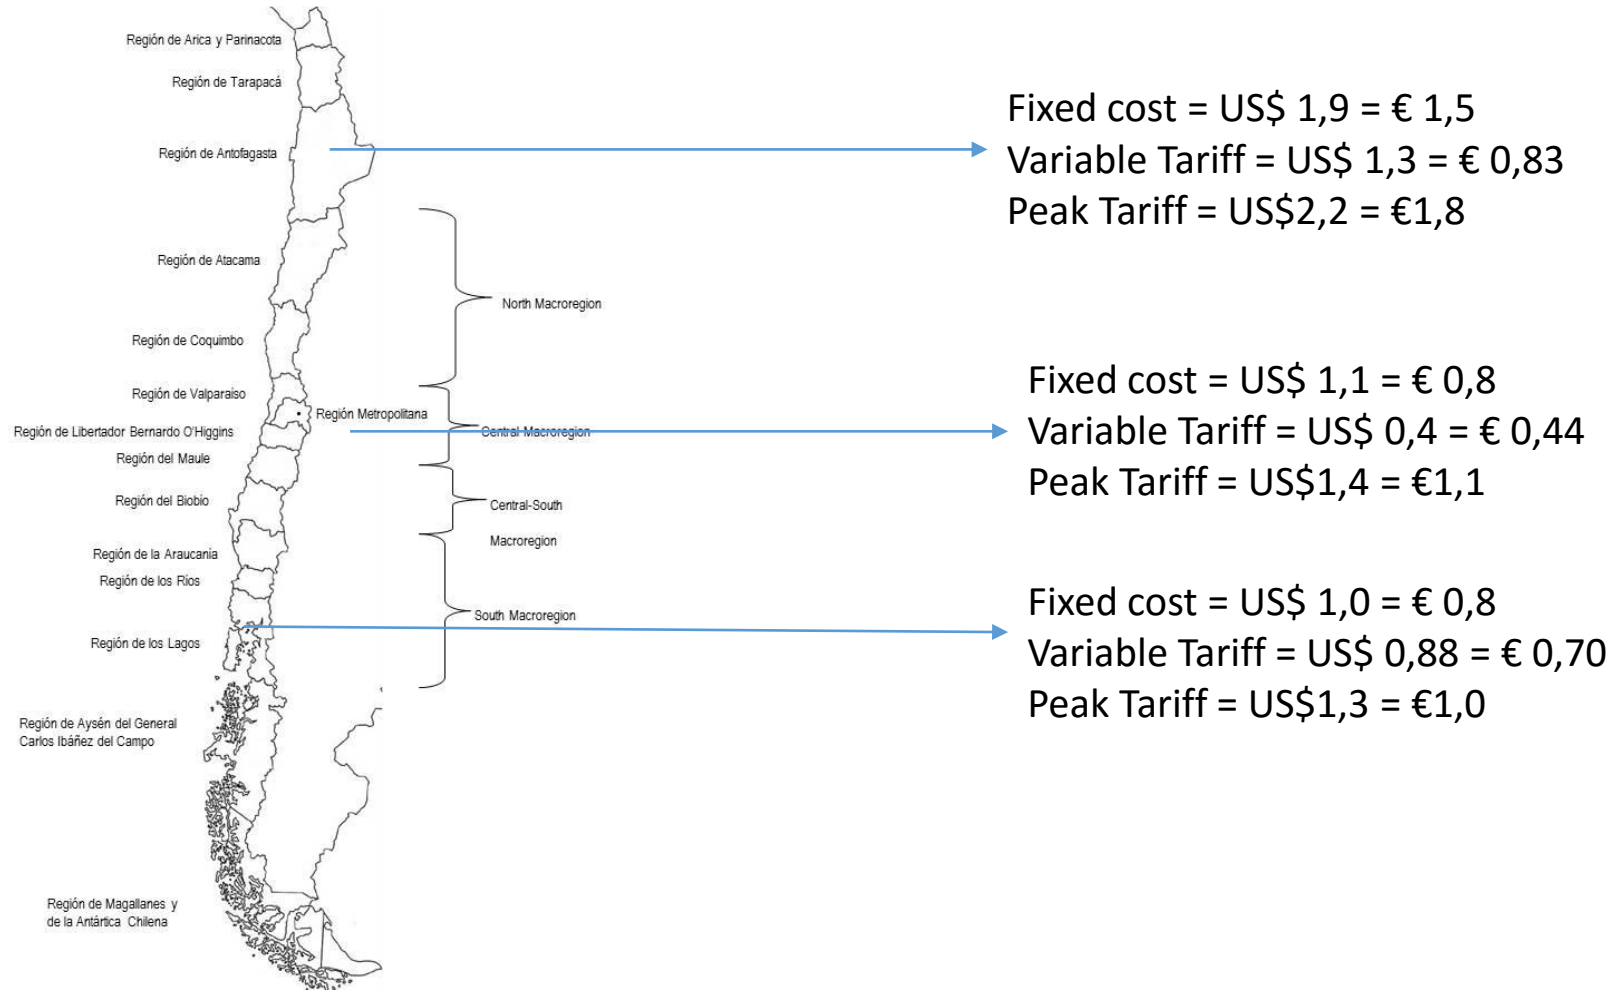 Región de Arica y Parinacota
Región de Tarapacá
Región de Antofagasta
Región de Atacama
Región de Coquimbo
Región de Valparaiso
Región Metropolitana
Región de Libertador Bernardo O'Higgins
Región del Maule
Región del Biobío
Región de la Araucanía
Región de los Ríos
Región de los Lagos
Región de Aysén del General
Carlos Ibáñez del Campo
Región de Magallanes y
de la Antártica Chilena
North Macroregion
Central Macroregion
Central-South
Macroregion
South Macroregion
Fixed cost = US$ 1,9 = € 1,5
Variable Tariff = US$ 1,3 = € 0,83
Peak Tariff = US$2,2 = €1,8
Fixed cost = US$ 1,1 = € 0,8
Variable Tariff = US$ 0,4 = € 0,44
Peak Tariff = US$1,4 = €1,1
Fixed cost = US$ 1,0 = € 0,8
Variable Tariff = US$ 0,88 = € 0,70
Peak Tariff = US$1,3 = €1,0